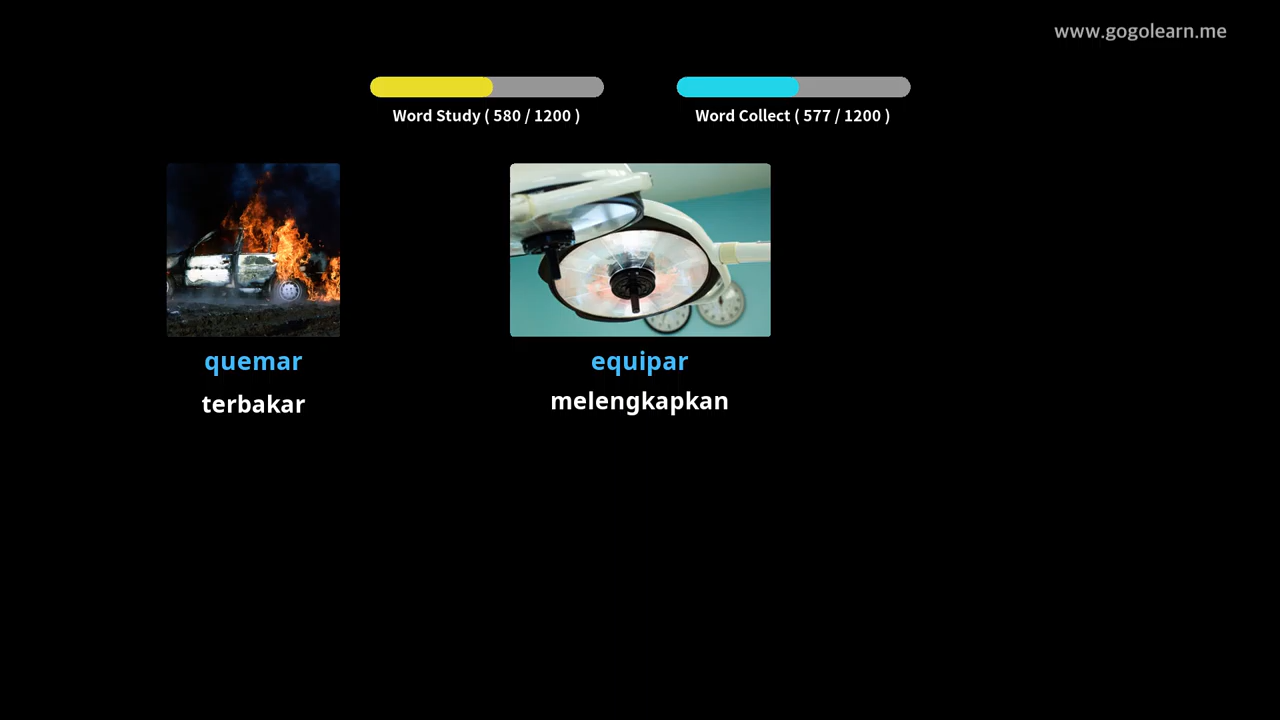 www.gogolearn.me
Word Study ( 580 / 1200 )
Word Collect ( 577 / 1200 )
quemar
equipar
terbakar
melengkapkan